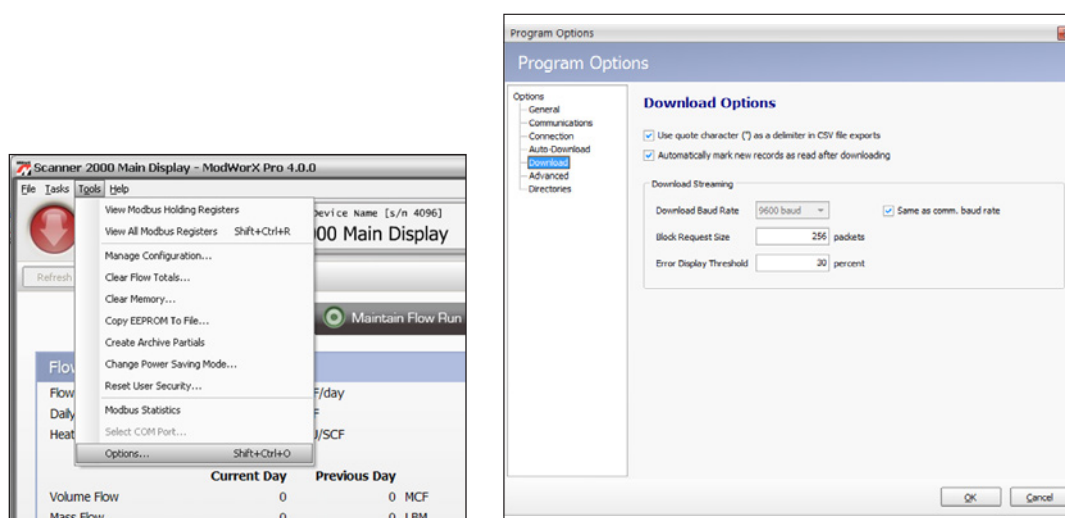 Scanner 2000 Main Display - ModWorX Pro 4.0.0
File Tasks Tools Help
View Modbus Holding Registers
View All Modbus Registers Shift+Ctrl+R
Manage Configuration...
Clear Flow Totals...
Clear Memory...
Copy EEPROM To File...
Create Archive Partials
Change Power Saving Mode...
Reset User Security...
Modbus Statistics
Select COM Port...
Options... Shift+Ctrl+O
Device Name [s/n 4096]
000 Main Display
Refresh
Maintain Flow Run
Flow
Flow F/day
Daily F
Heat J/SCF
Current Day Previous Day
Volume Flow 0 0 MCF
Mass Flow 0 0 LBM
Program Options
Program Options
Options
General
Communications
Connection
Auto-Download
Download
Advanced
Directories
Download Options
Use quote character (") as a delimiter in CSV file exports
Automatically mark new records as read after downloading
Download Streaming
Download Baud Rate 9600 baud Same as comm. baud rate
Block Request Size 256 packets
Error Display Threshold 30 percent
OK Cancel